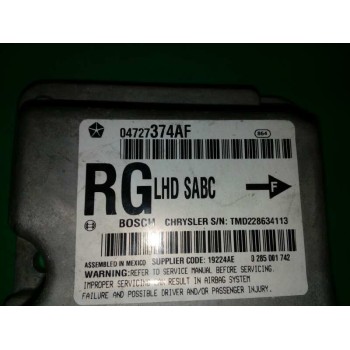 04727374AF
864
RG LHD SABC
F
BOSCH CHRYSLER S/N: TMD228634113
ASSEMBLED IN MEXICO SUPPLIER CODE: 19224AE 0 285 001 742
WARNING: REFER TO SERVICE MANUAL BEFORE SERVICING.
IMPROPER SERVICING MAY RESULT IN AIRBAG SYSTEM
FAILURE AND POSSIBLE DRIVER AND/OR PASSENGER INJURY.